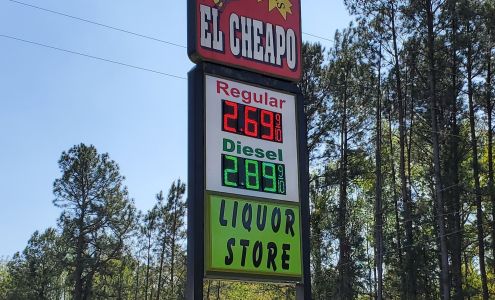 EL CHEAPO
Regular
2.69 9/10
Diesel
2.89 9/10
LIQUOR
STORE